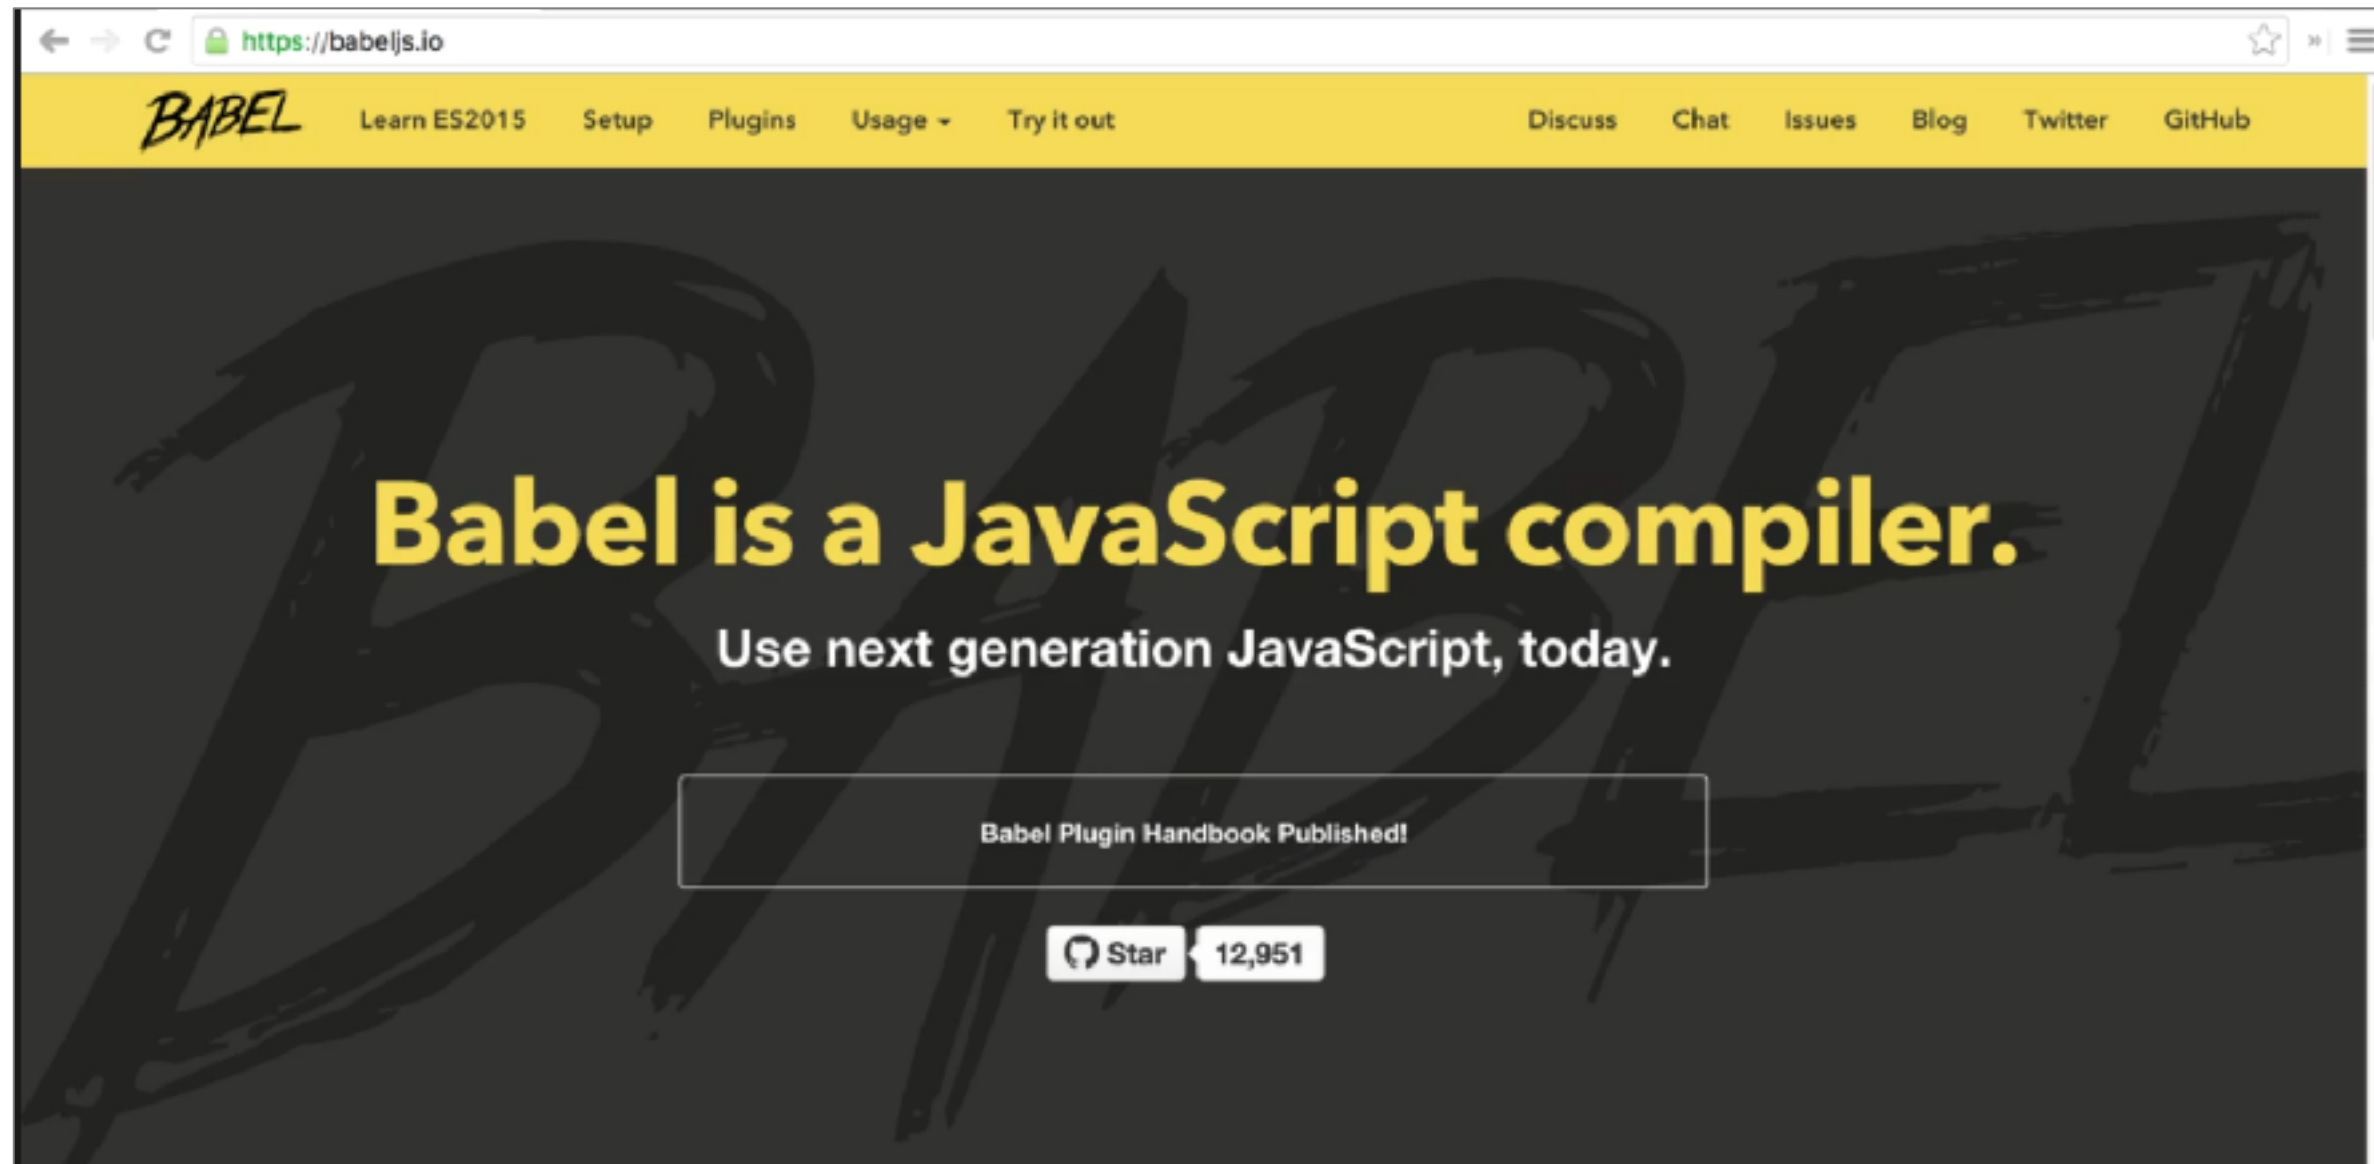 https://babeljs.io
BABEL Learn ES2015 Setup Plugins Usage Try it out Discuss Chat Issues Blog Twitter GitHub
BABEL
Babel is a JavaScript compiler.
Use next generation JavaScript, today.
Babel Plugin Handbook Published!
Star 12,951